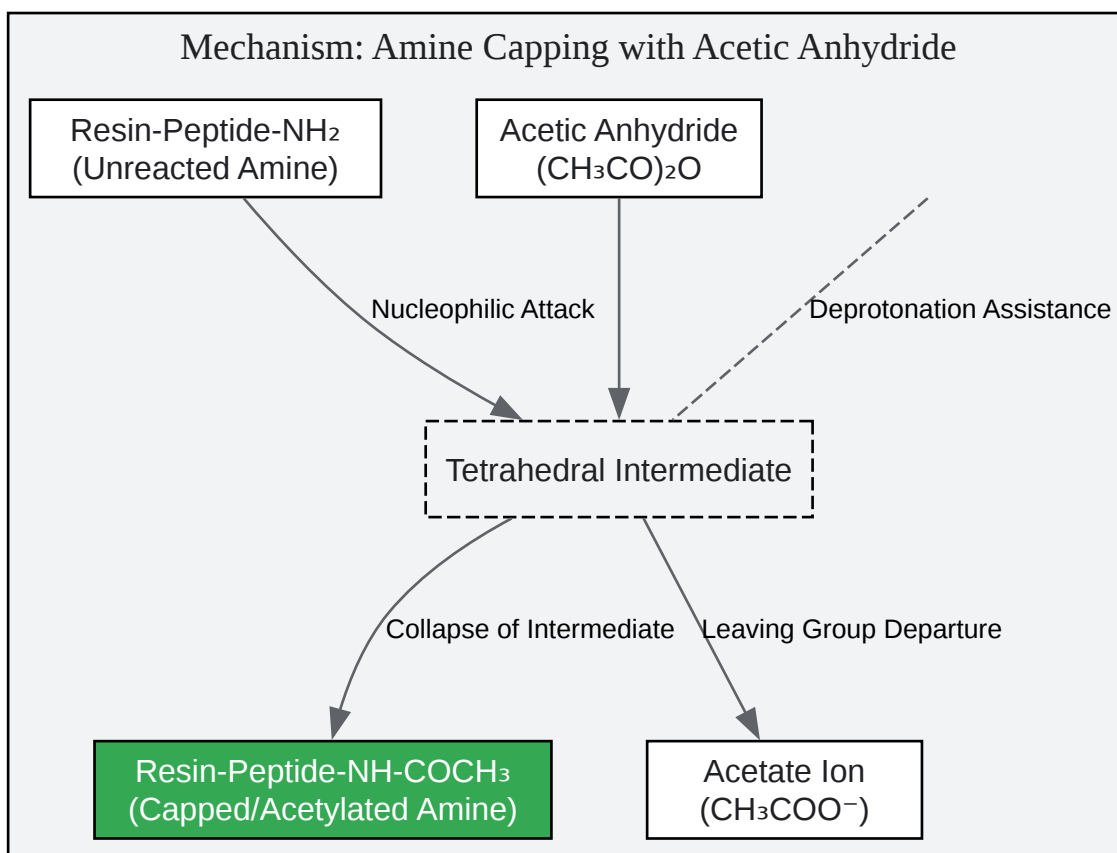 Mechanism: Amine Capping with Acetic Anhydride
Resin-Peptide-NH₂
(Unreacted Amine)
Acetic Anhydride
(CH₃CO)₂O
Nucleophilic Attack
Deprotonation Assistance
Tetrahedral Intermediate
Collapse of Intermediate
Leaving Group Departure
Resin-Peptide-NH-COCH₃
(Capped/Acetylated Amine)
Acetate Ion
(CH₃COO⁻)